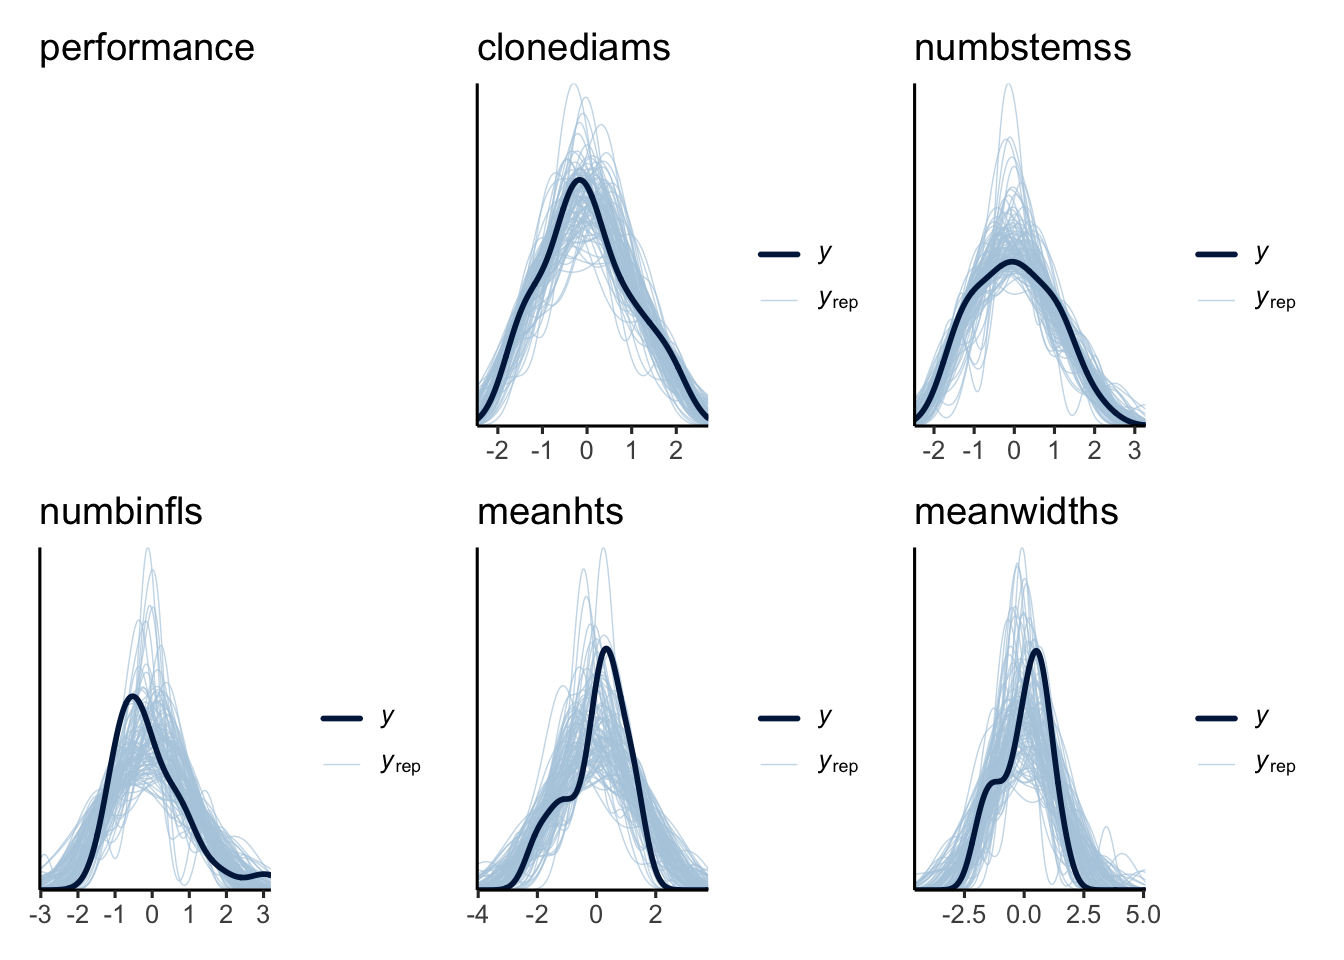 performance
clonediams
numbstemss
y
yrep
y
yrep
-2 -1 0 1 2
-2 -1 0 1 2 3
numbinfls
meanhts
meanwidths
y
yrep
y
yrep
y
yrep
-3 -2 -1 0 1 2 3
-4 -2 0 2
-2.5 0.0 2.5 5.0